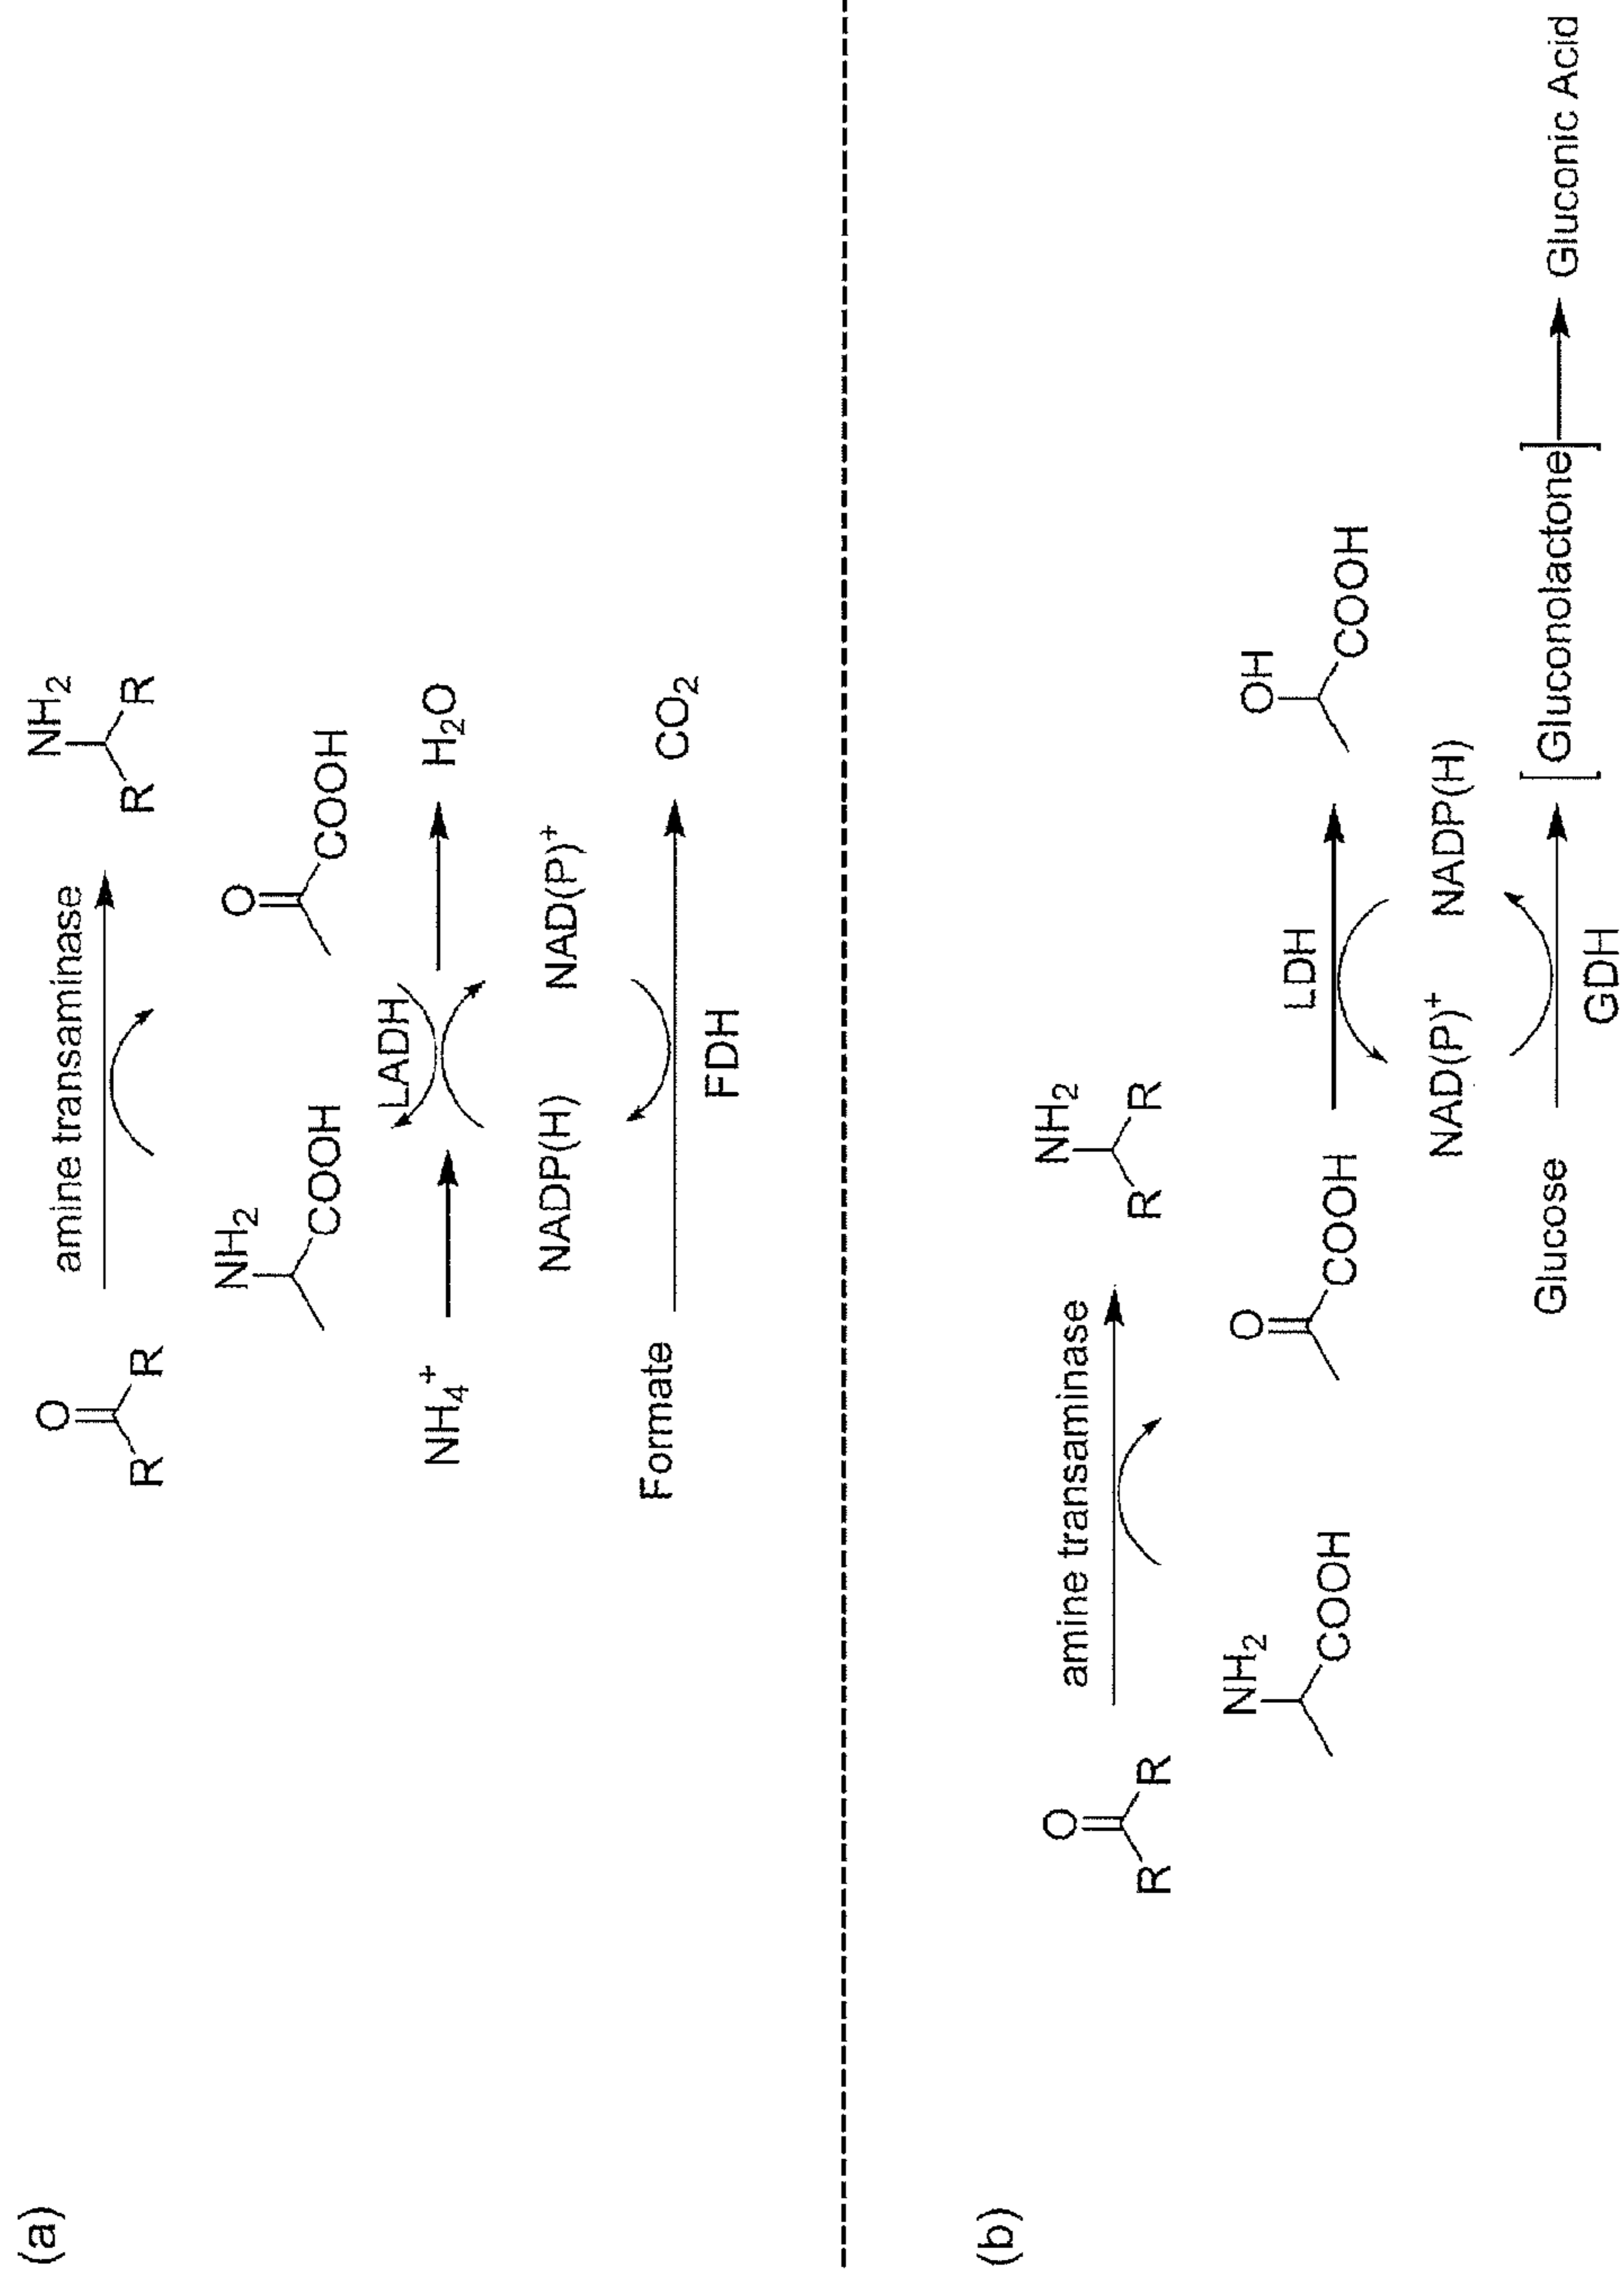 (a)
O
R R
amine transaminase
NH2
R R
NH2
COOH
O
COOH
LADH
NH4+
H2O
NADP(H)
NAD(P)+
Formate
CO2
FDH
(b)
O
R R
amine transaminase
NH2
R R
NH2
COOH
O
COOH
LDH
OH
COOH
NAD(P)+
NADP(H)
Glucose
[Gluconolactone]
Gluconic Acid
GDH